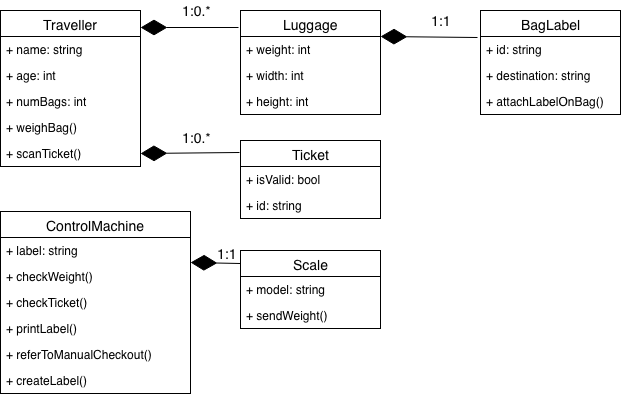 Traveller
+ name: string
+ age: int
+ numBags: int
+ weighBag()
+ scanTicket()
1:0.*
Luggage
+ weight: int
+ width: int
+ height: int
1:1
BagLabel
+ id: string
+ destination: string
+ attachLabelOnBag()
1:0.*
Ticket
+ isValid: bool
+ id: string
ControlMachine
+ label: string
+ checkWeight()
+ checkTicket()
+ printLabel()
+ referToManualCheckout()
+ createLabel()
1:1
Scale
+ model: string
+ sendWeight()